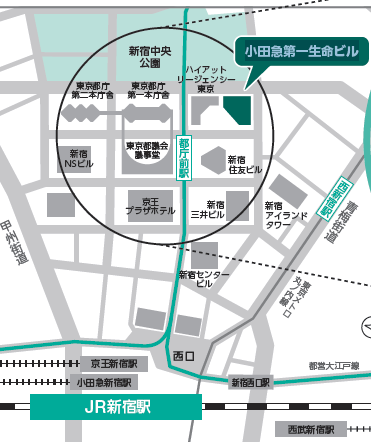 新宿中央
公園
小田急第一生命ビル
ハイアット
リージェンシー
東京
東京都庁
第二本庁舎
東京都庁
第一本庁舎
東京都議会
議事堂
都庁前駅
新宿
NSビル
新宿
住友ビル
京王
プラザホテル
新宿
三井ビル
新宿
アイランド
タワー
西新宿駅
青梅街道
甲州街道
新宿センター
ビル
東京メトロ
丸ノ内線
西口
都営大江戸線
京王新宿駅
小田急新宿駅
新宿西口駅
JR新宿駅
西武新宿駅